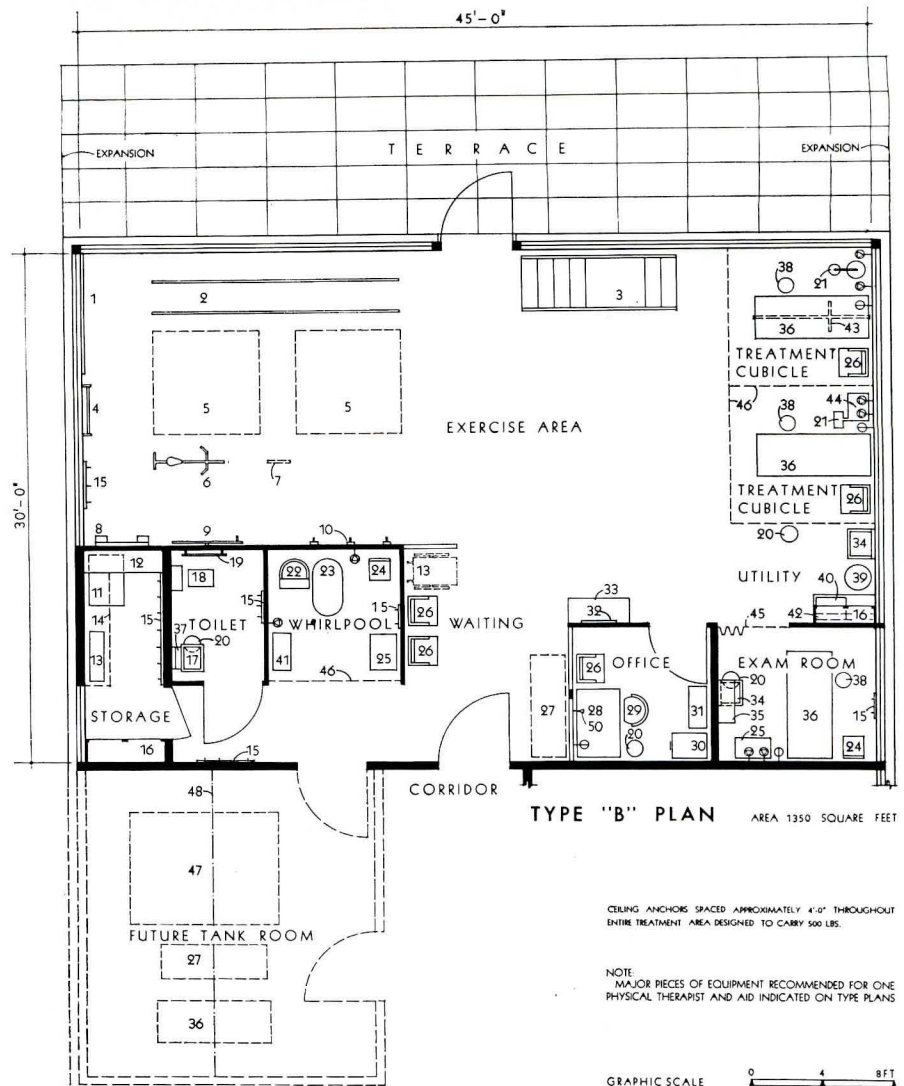 45'-0"
EXPANSION
TERRACE
EXPANSION
1
2
3
38
21
36
43
TREATMENT
CUBICLE
26
4
5
5
46
38
44
21
EXERCISE AREA
36
6
7
15
TREATMENT
CUBICLE
26
30'-0"
8
9
10
20
34
12
19
11
18
22
23
24
13
UTILITY
39
40
33
14
15
15
15
32
45
42
16
TOILET
WHIRLPOOL
26
WAITING
37
20
OFFICE
EXAM ROOM
13
17
41
25
26
26
20
38
34
46
27
28
29
31
35
36
15
STORAGE
50
25
16
15
20
30
24
48
CORRIDOR
TYPE "B" PLAN
AREA 1350 SQUARE FEET
47
CEILING ANCHORS SPACED APPROXIMATELY 4'-0" THROUGHOUT
ENTIRE TREATMENT AREA DESIGNED TO CARRY 500 LBS.
FUTURE TANK ROOM
27
NOTE:
MAJOR PIECES OF EQUIPMENT RECOMMENDED FOR ONE
PHYSICAL THERAPIST AND AID INDICATED ON TYPE PLANS
36
GRAPHIC SCALE
0 4 8FT